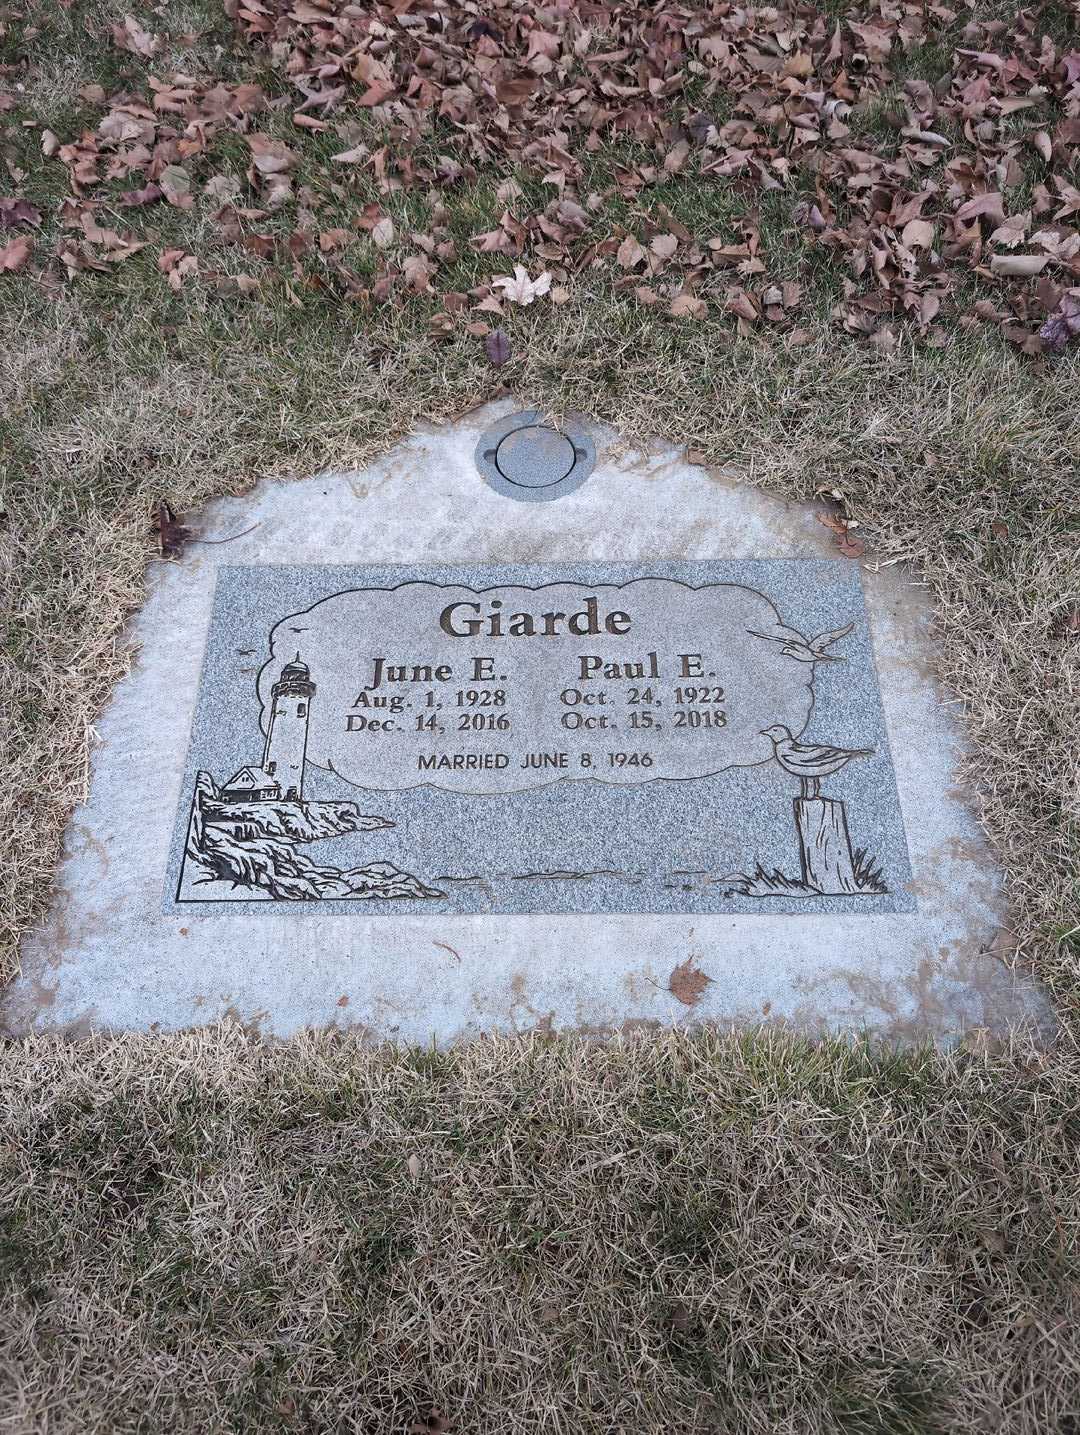 Giarde
June E. Paul E.
Aug. 1, 1928 Oct. 24, 1922
Dec. 14, 2016 Oct. 15, 2018
MARRIED JUNE 8, 1946